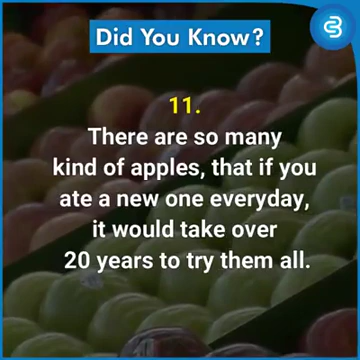 Did You Know?
11.
There are so many
kind of apples, that if you
ate a new one everyday,
it would take over
20 years to try them all.